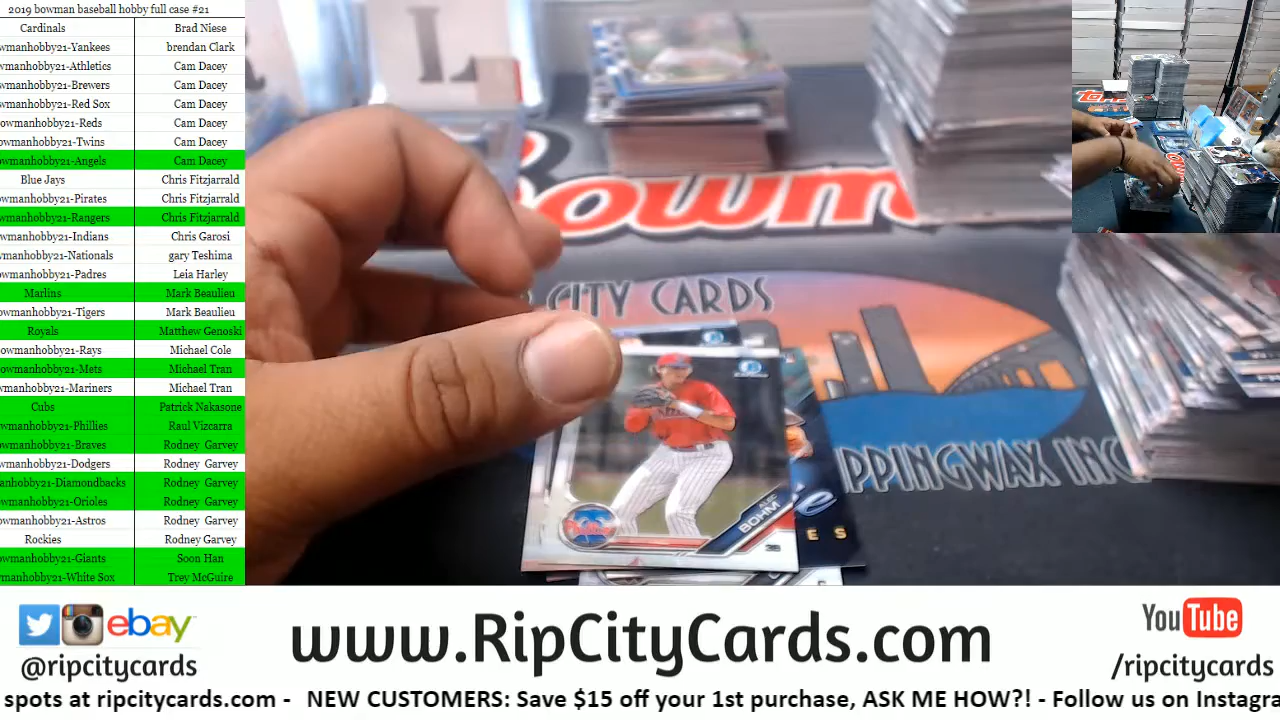 2019 bowman baseball hobby full case #21
Cardinals Brad Niese
owmanhobby21-Yankees brendan Clark
owmanhobby21-Athletics Cam Dacey
owmanhobby21-Brewers Cam Dacey
owmanhobby21-Red Sox Cam Dacey
owmanhobby21-Reds Cam Dacey
owmanhobby21-Twins Cam Dacey
owmanhobby21-Angels Cam Dacey
Blue Jays Chris Fitzjarrald
owmanhobby21-Pirates Chris Fitzjarrald
owmanhobby21-Rangers Chris Fitzjarrald
owmanhobby21-Indians Chris Garosi
owmanhobby21-Nationals gary Teshima
owmanhobby21-Padres Leia Harley
Marlins Mark Beaulieu
owmanhobby21-Tigers Mark Beaulieu
Royals Matthew Genoski
owmanhobby21-Rays Michael Cole
owmanhobby21-Mets Michael Tran
owmanhobby21-Mariners Michael Tran
Cubs Patrick Nakasone
owmanhobby21-Phillies Raul Vizcarra
owmanhobby21-Braves Rodney Garvey
owmanhobby21-Dodgers Rodney Garvey
manhobby21-Diamondbacks Rodney Garvey
owmanhobby21-Orioles Rodney Garvey
owmanhobby21-Astros Rodney Garvey
Rockies Rodney Garvey
owmanhobby21-Giants Soon Han
wmanhobby21-White Sox Trey McGuire
Bowm
CITY CARDS
IPPINGWAX INC
ALEC
BOHM
E S
ebay
@ripcitycards
www.RipCityCards.com
YouTube
/ripcitycards
spots at ripcitycards.com - NEW CUSTOMERS: Save $15 off your 1st purchase, ASK ME HOW?! - Follow us on Instagra